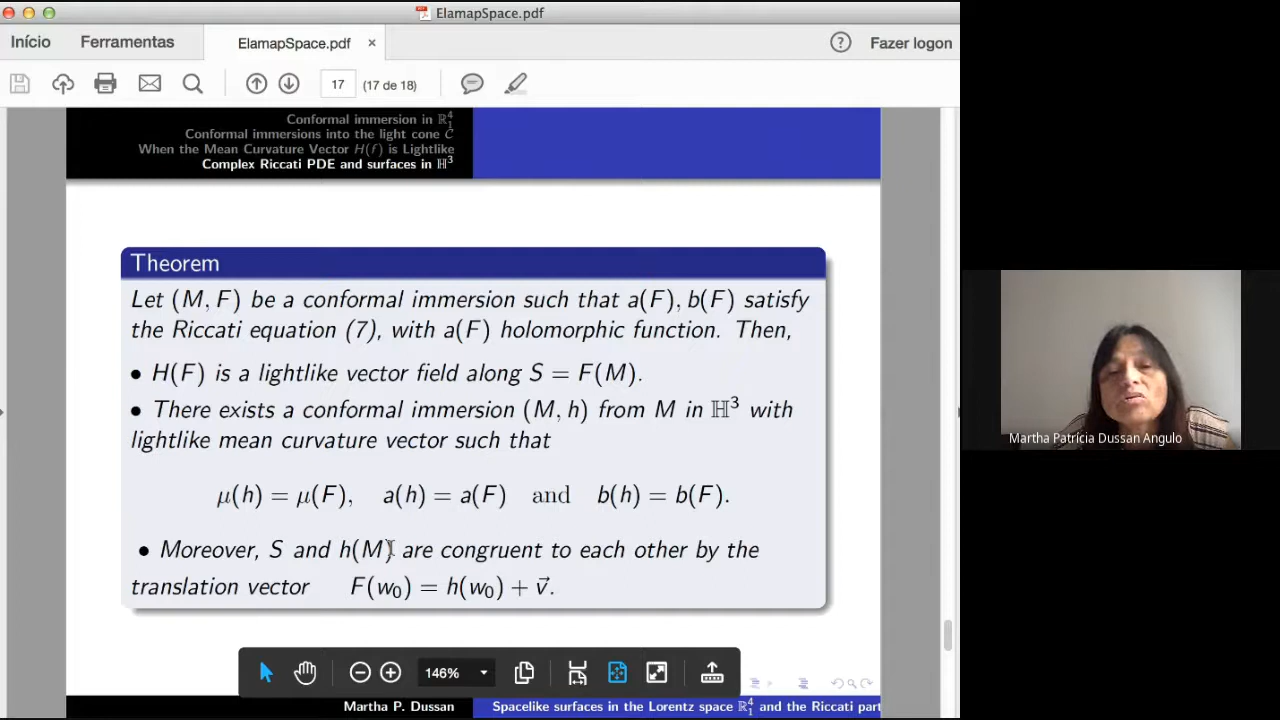 ElamapSpace.pdf
Início
Ferramentas
ElamapSpace.pdf ×
? Fazer logon
17 (17 de 18)
Conformal immersion in ℝ⁴₁
Conformal immersions into the light cone C
When the Mean Curvature Vector H(f) is Lightlike
Complex Riccati PDE and surfaces in ℍ³
Theorem
Let (M, F) be a conformal immersion such that a(F), b(F) satisfy
the Riccati equation (7), with a(F) holomorphic function. Then,
• H(F) is a lightlike vector field along S = F(M).
• There exists a conformal immersion (M, h) from M in ℍ³ with
lightlike mean curvature vector such that
μ(h) = μ(F), a(h) = a(F) and b(h) = b(F).
• Moreover, S and h(M) are congruent to each other by the
translation vector F(w₀) = h(w₀) + v⃗.
146%
Martha P. Dussan
Spacelike surfaces in the Lorentz space ℝ⁴₁ and the Riccati part
Martha Patrícia Dussan Angulo